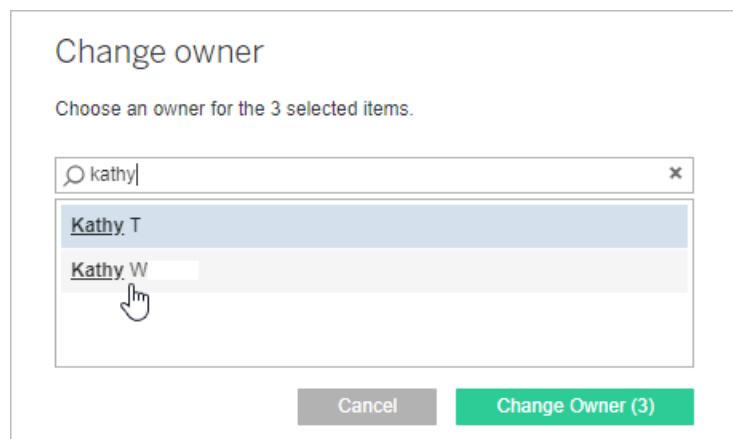 Change owner
Choose an owner for the 3 selected items.
kathy
Kathy T
Kathy W
Cancel Change Owner (3)